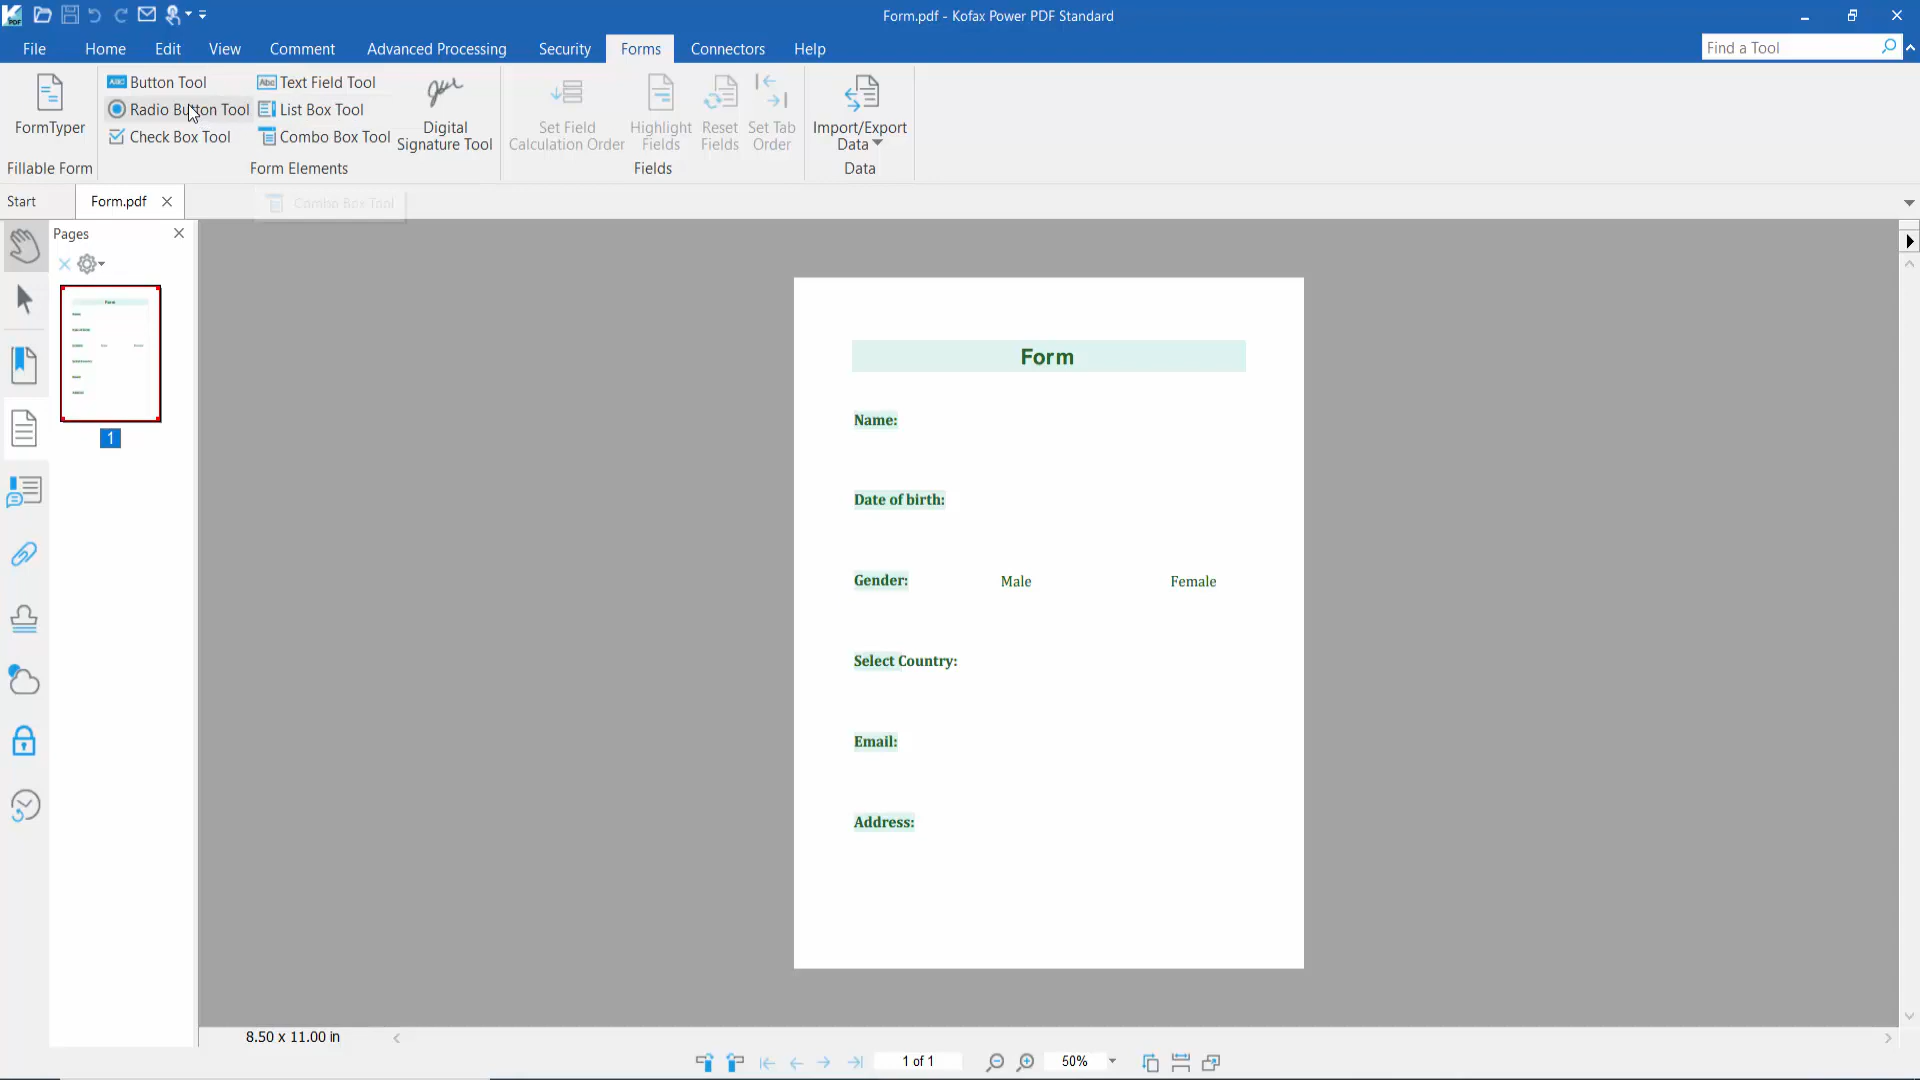 Form.pdf - Kofax Power PDF Standard
File Home Edit View Comment Advanced Processing Security Forms Connectors Help
Find a Tool
FormTyper
Fillable Form
Button Tool
Radio Button Tool
Check Box Tool
Text Field Tool
List Box Tool
Combo Box Tool
Digital
Signature Tool
Form Elements
Set Field
Calculation Order
Highlight
Fields
Reset
Fields
Set Tab
Order
Fields
Import/Export
Data
Data
Start
Form.pdf
Combo Box Tool
Pages
1
Form
Name:
Date of birth:
Gender: Male Female
Select Country:
Email:
Address:
8.50 x 11.00 in
1 of 1
50%